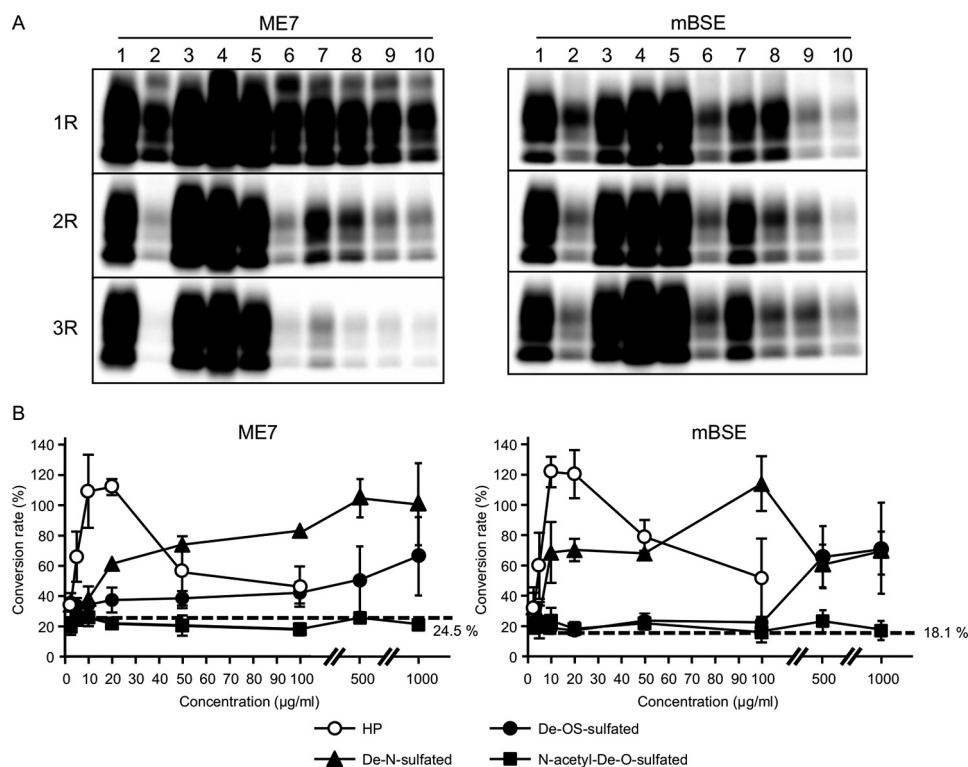 A
ME7
mBSE
1 2 3 4 5 6 7 8 9 10
1 2 3 4 5 6 7 8 9 10
1R
2R
3R
B
ME7
mBSE
Conversion rate (%)
140
120
100
80
60
40
20
0
24.5 %
0 10 20 30 40 50 60 70 80 90 100 500 1000
Concentration (µg/ml)
Conversion rate (%)
140
120
100
80
60
40
20
0
18.1 %
0 10 20 30 40 50 60 70 80 90 100 500 1000
Concentration (µg/ml)
HP
De-OS-sulfated
De-N-sulfated
N-acetyl-De-O-sulfated